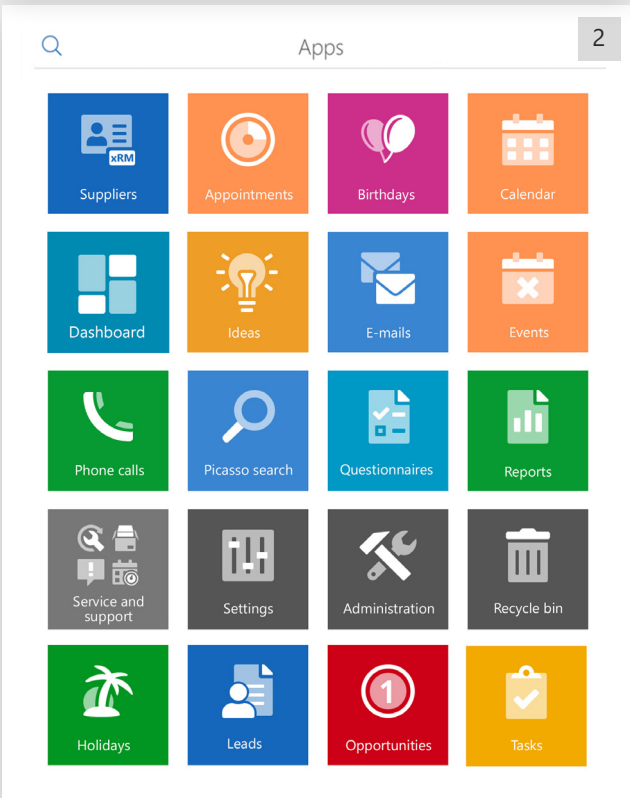 Apps
2
xRM
Suppliers
Appointments
Birthdays
Calendar
Dashboard
Ideas
E-mails
Events
Phone calls
Picasso search
Questionnaires
Reports
Service and
support
Settings
Administration
Recycle bin
Holidays
Leads
1
Opportunities
Tasks